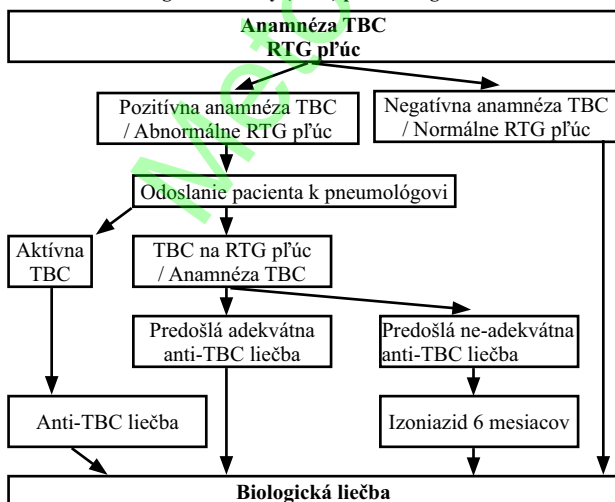 Anamnéza TBC
RTG pľúc
Pozitívna anamnéza TBC
/ Abnormálne RTG pľúc
Negatívna anamnéza TBC
/ Normálne RTG pľúc
Odoslanie pacienta k pneumológovi
Aktívna
TBC
TBC na RTG pľúc
/ Anamnéza TBC
Predošlá adekvátna
anti-TBC liečba
Predošlá ne-adekvátna
anti-TBC liečba
Anti-TBC liečba
Izoniazid 6 mesiacov
Biologická liečba